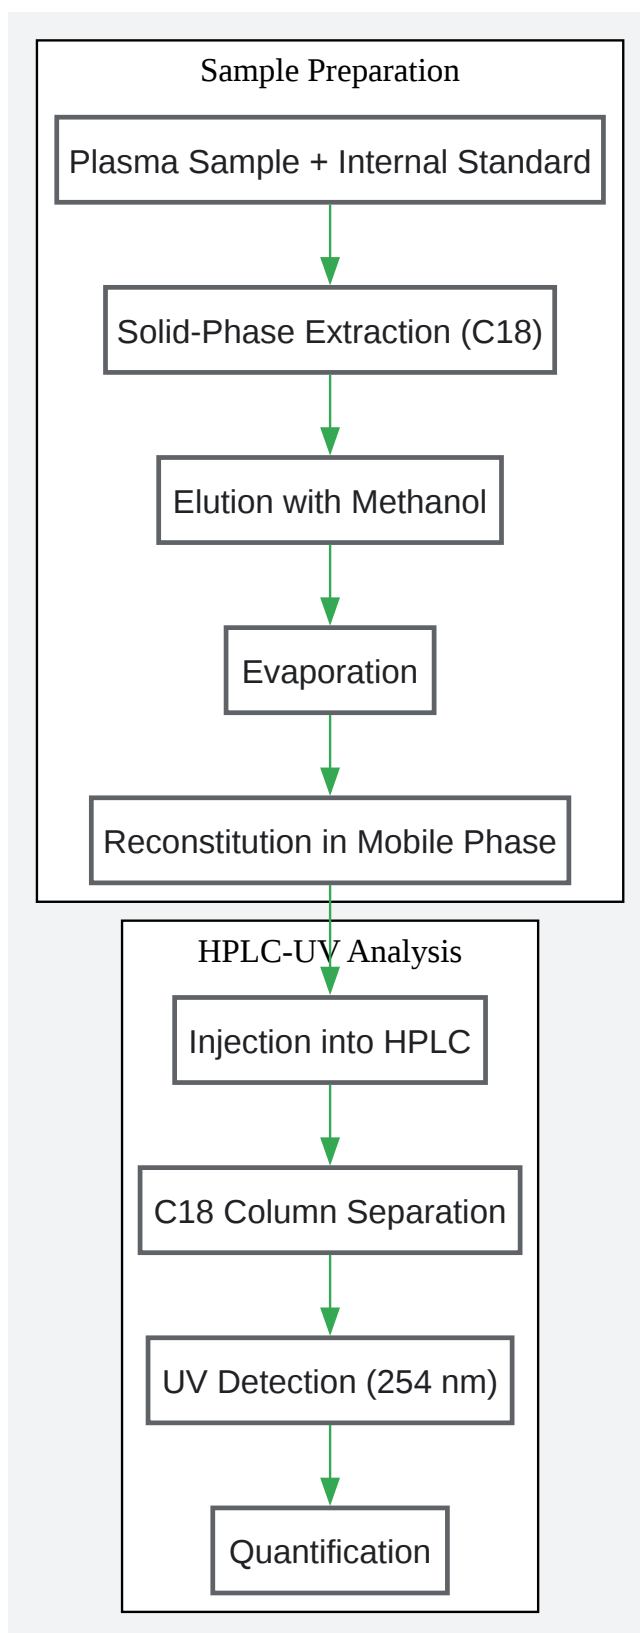 Sample Preparation
Plasma Sample + Internal Standard
Solid-Phase Extraction (C18)
Elution with Methanol
Evaporation
Reconstitution in Mobile Phase
HPLC-UV Analysis
Injection into HPLC
C18 Column Separation
UV Detection (254 nm)
Quantification